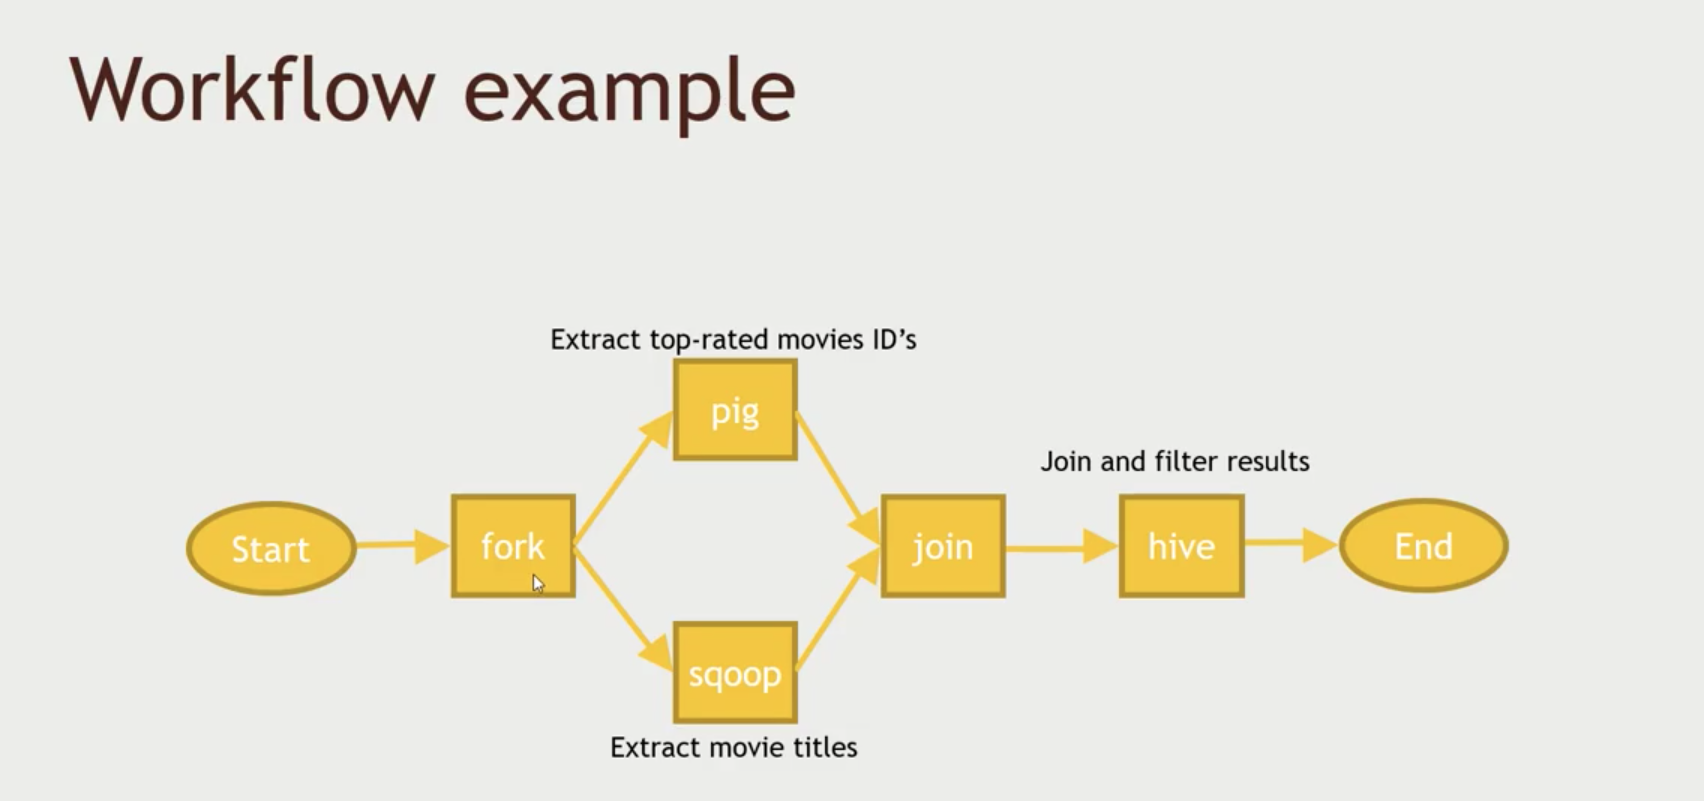 Workflow example
Extract top-rated movies ID’s
pig
Join and filter results
Start
fork
join
hive
End
sqoop
Extract movie titles